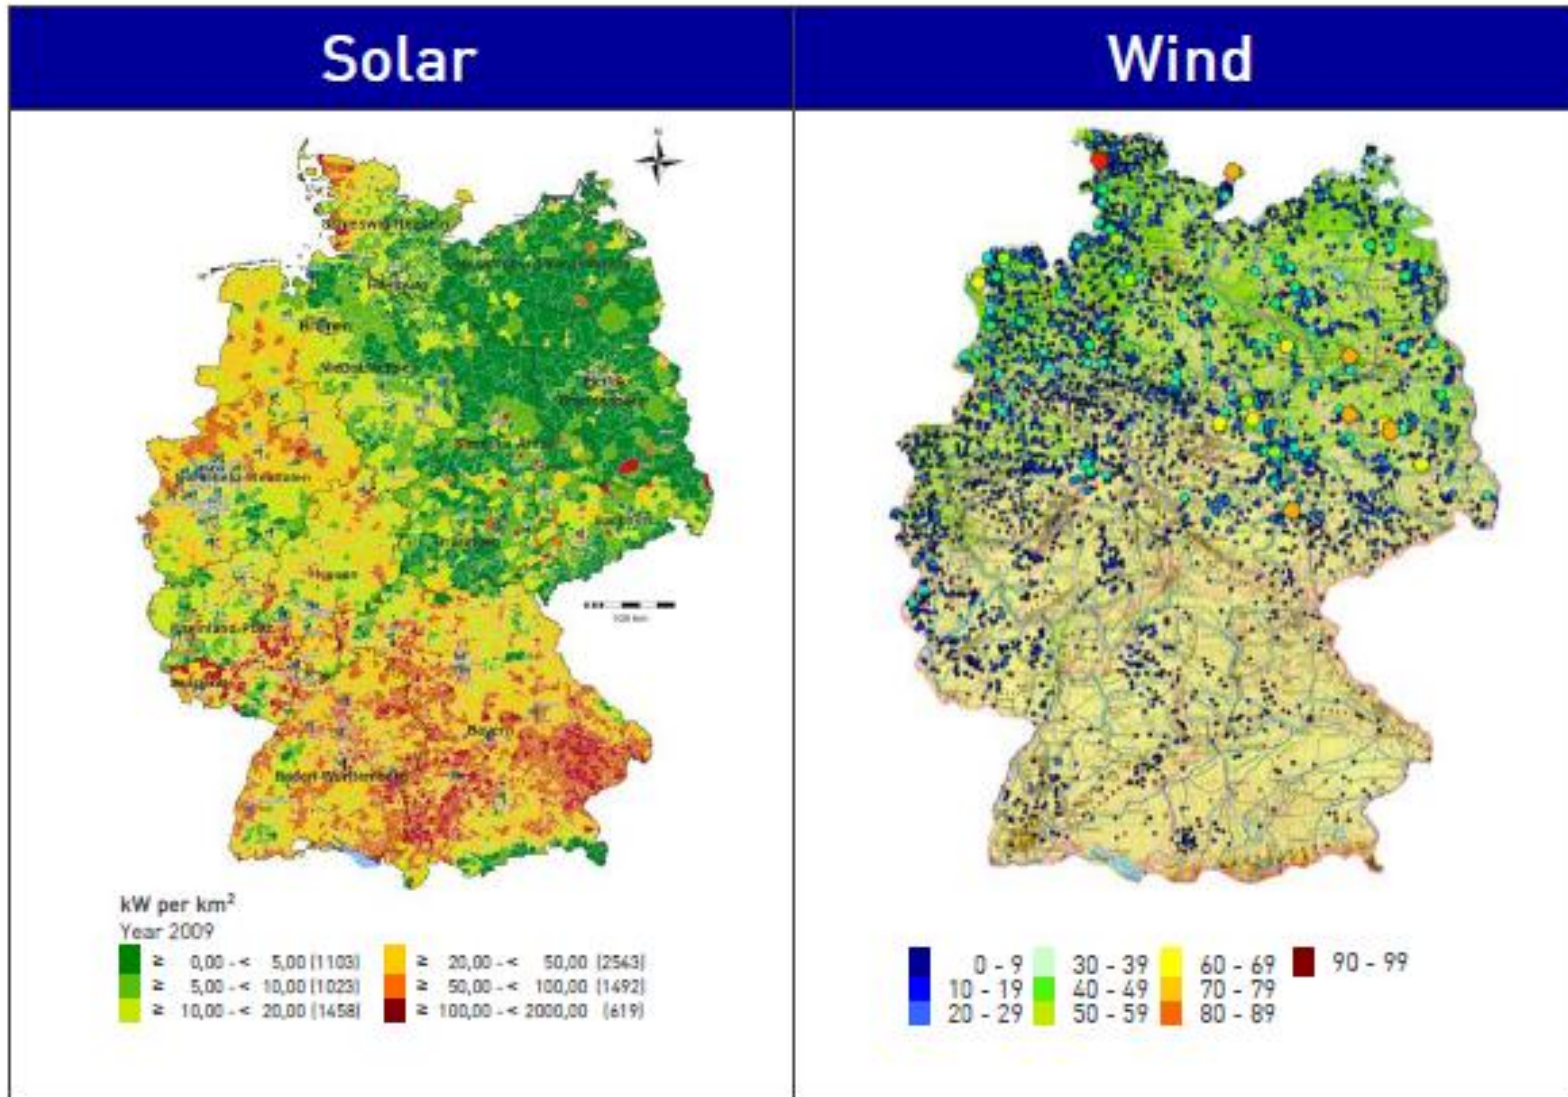 Solar
Wind
N
Bremen
Hessen
Bayern
Baden-Württemberg
100 km
kW per km²
Year 2009
≥ 0,00 - < 5,00 (1103)
≥ 5,00 - < 10,00 (1023)
≥ 10,00 - < 20,00 (1458)
≥ 20,00 - < 50,00 (2543)
≥ 50,00 - < 100,00 (1492)
≥ 100,00 - < 2000,00 (619)
0 - 9
10 - 19
20 - 29
30 - 39
40 - 49
50 - 59
60 - 69
70 - 79
80 - 89
90 - 99